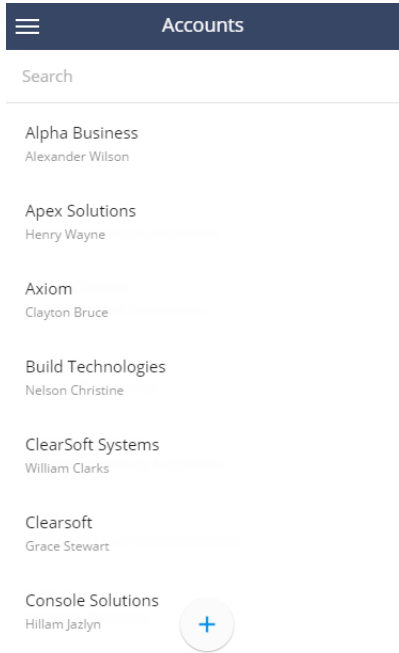 Accounts
Search
Alpha Business
Alexander Wilson
Apex Solutions
Henry Wayne
Axiom
Clayton Bruce
Build Technologies
Nelson Christine
ClearSoft Systems
William Clarks
Clearsoft
Grace Stewart
Console Solutions
Hillam Jazlyn
+